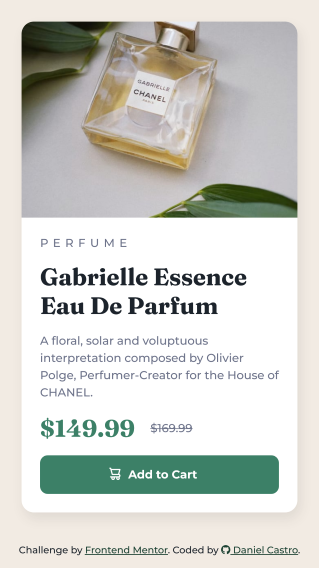 GABRIELLE
CHANEL
PARIS
PERFUME
Gabrielle Essence
Eau De Parfum
A floral, solar and voluptuous
interpretation composed by Olivier
Polge, Perfumer-Creator for the House of
CHANEL.
$149.99 $169.99
Add to Cart
Challenge by Frontend Mentor. Coded by Daniel Castro.